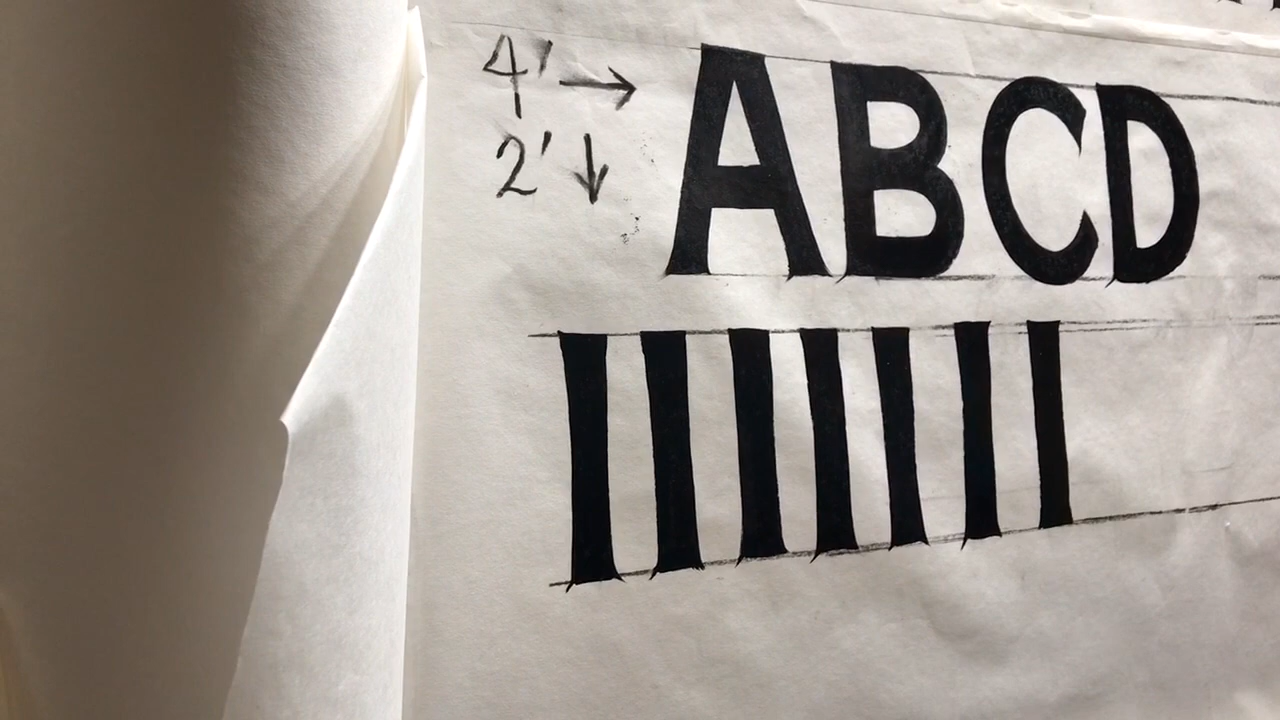 4' →
2' ↓
ABCD